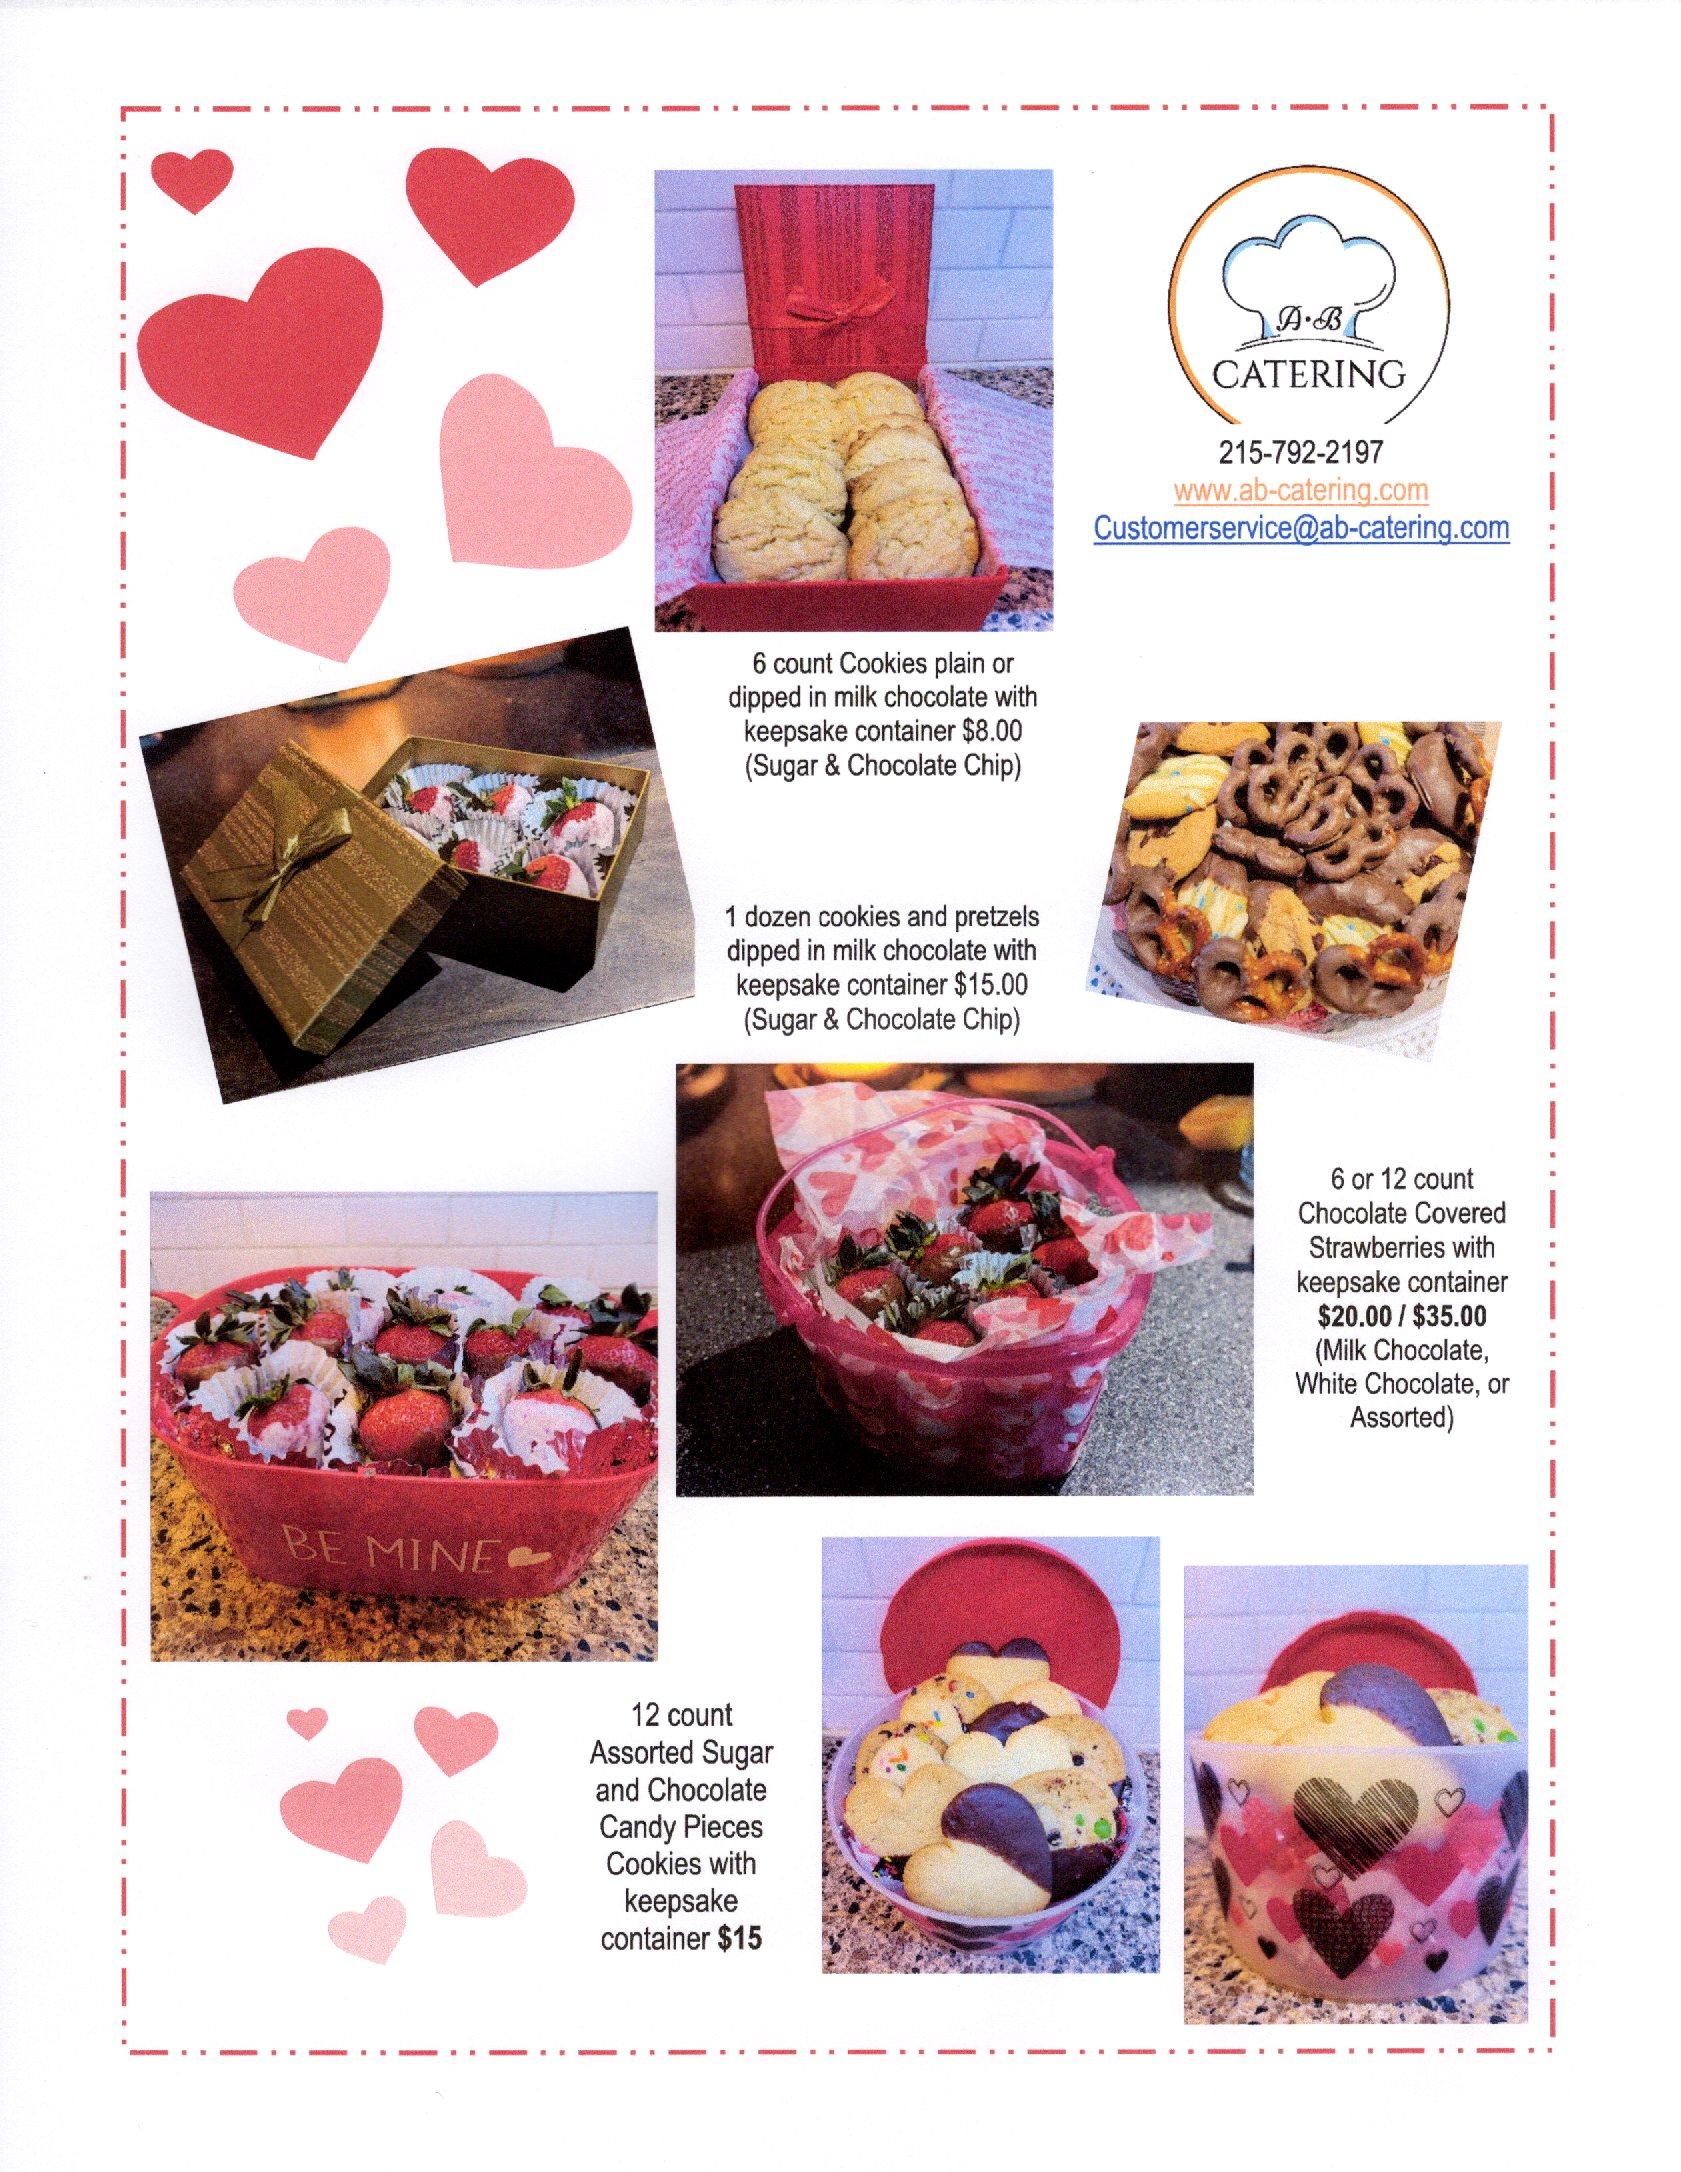 A·B
CATERING
215-792-2197
www.ab-catering.com
Customerservice@ab-catering.com
6 count Cookies plain or
dipped in milk chocolate with
keepsake container $8.00
(Sugar & Chocolate Chip)
1 dozen cookies and pretzels
dipped in milk chocolate with
keepsake container $15.00
(Sugar & Chocolate Chip)
6 or 12 count
Chocolate Covered
Strawberries with
keepsake container
$20.00 / $35.00
(Milk Chocolate,
White Chocolate, or
Assorted)
BE MINE
12 count
Assorted Sugar
and Chocolate
Candy Pieces
Cookies with
keepsake
container $15